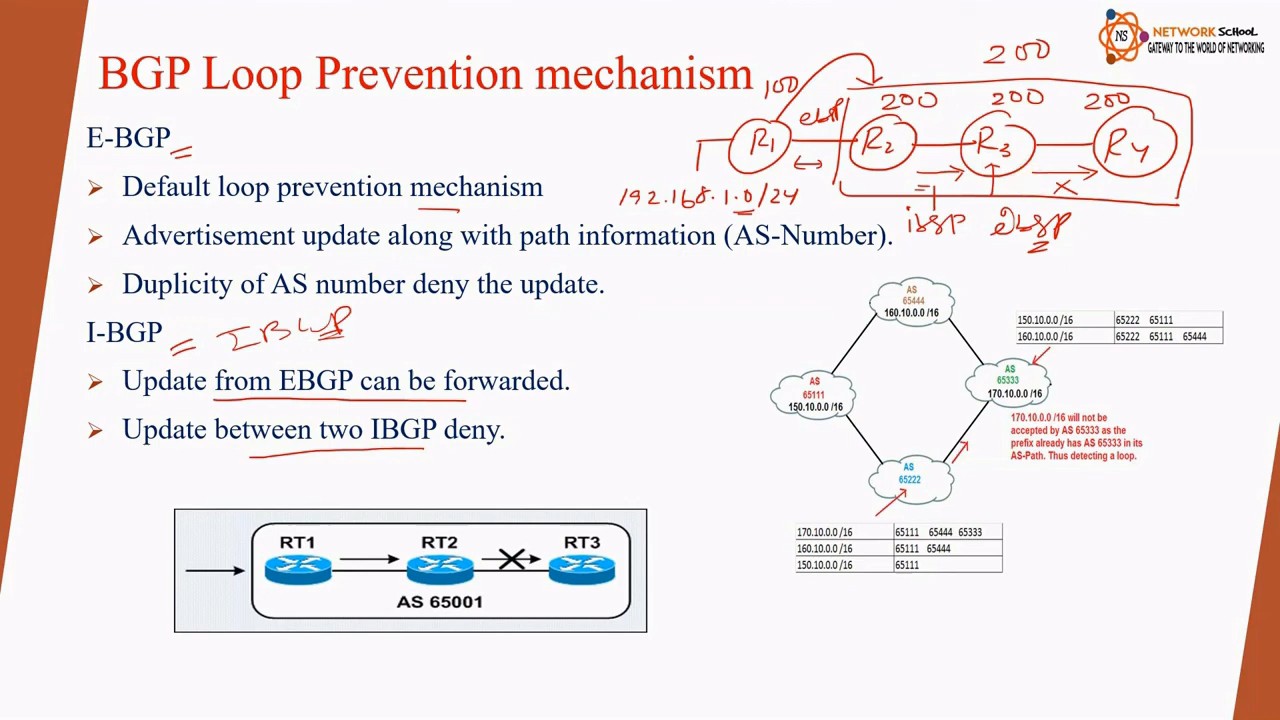 NS
NETWORK SCHOOL
GATEWAY TO THE WORLD OF NETWORKING
BGP Loop Prevention mechanism
E-BGP
Default loop prevention mechanism
Advertisement update along with path information (AS-Number).
Duplicity of AS number deny the update.
I-BGP
Update from EBGP can be forwarded.
Update between two IBGP deny.
200
100
200
200
200
R1
R2
R3
R4
192.168.1.0/24
AS
65444
160.10.0.0 /16
AS
65111
150.10.0.0 /16
AS
65333
170.10.0.0 /16
AS
65222
150.10.0.0 /16 65222 65111
160.10.0.0 /16 65222 65111 65444
170.10.0.0 /16 will not be
accepted by AS 65333 as the
prefix already has AS 65333 in its
AS-Path. Thus detecting a loop.
170.10.0.0 /16 65111 65444 65333
160.10.0.0 /16 65111 65444
150.10.0.0 /16 65111
RT1 RT2 RT3
AS 65001